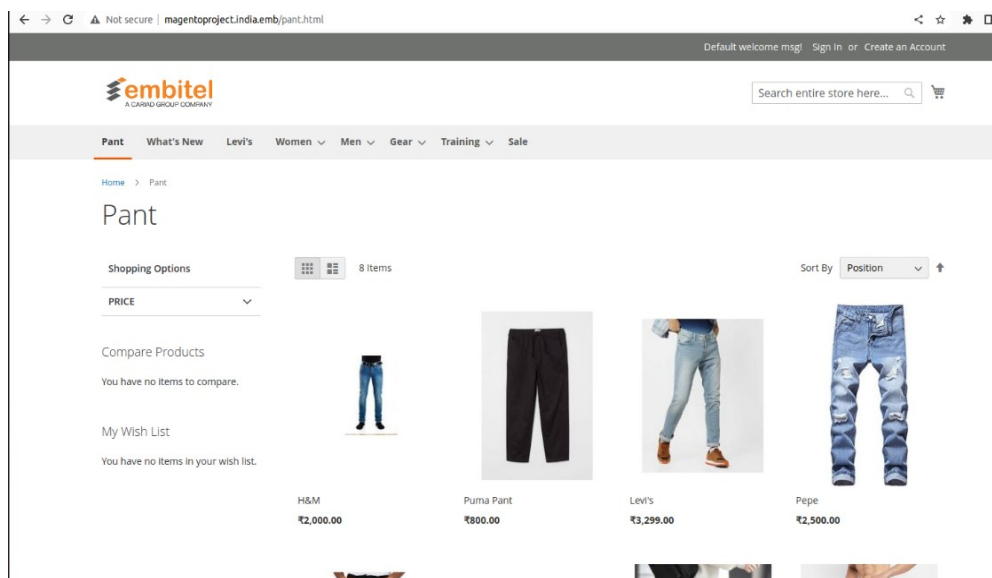 Not secure | magentoproject.india.emb/pant.html
Default welcome msg! Sign In or Create an Account
embitel
A CARIAD GROUP COMPANY
Search entire store here...
Pant What's New Levi's Women Men Gear Training Sale
Home > Pant
Pant
Shopping Options
8 Items
Sort By Position
PRICE
Compare Products
You have no items to compare.
My Wish List
You have no items in your wish list.
H&M Puma Pant Levi's Pepe
₹2,000.00 ₹800.00 ₹3,299.00 ₹2,500.00